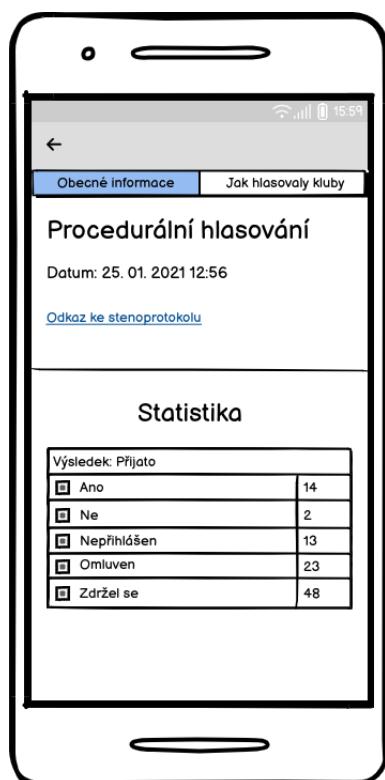 15:59
Obecné informace
Jak hlasovaly kluby
Procedurální hlasování
Datum: 25. 01. 2021 12:56
Odkaz ke stenoprotokolu
Statistika
Výsledek: Přijato
Ano 14
Ne 2
Nepřihlášen 13
Omluven 23
Zdržel se 48